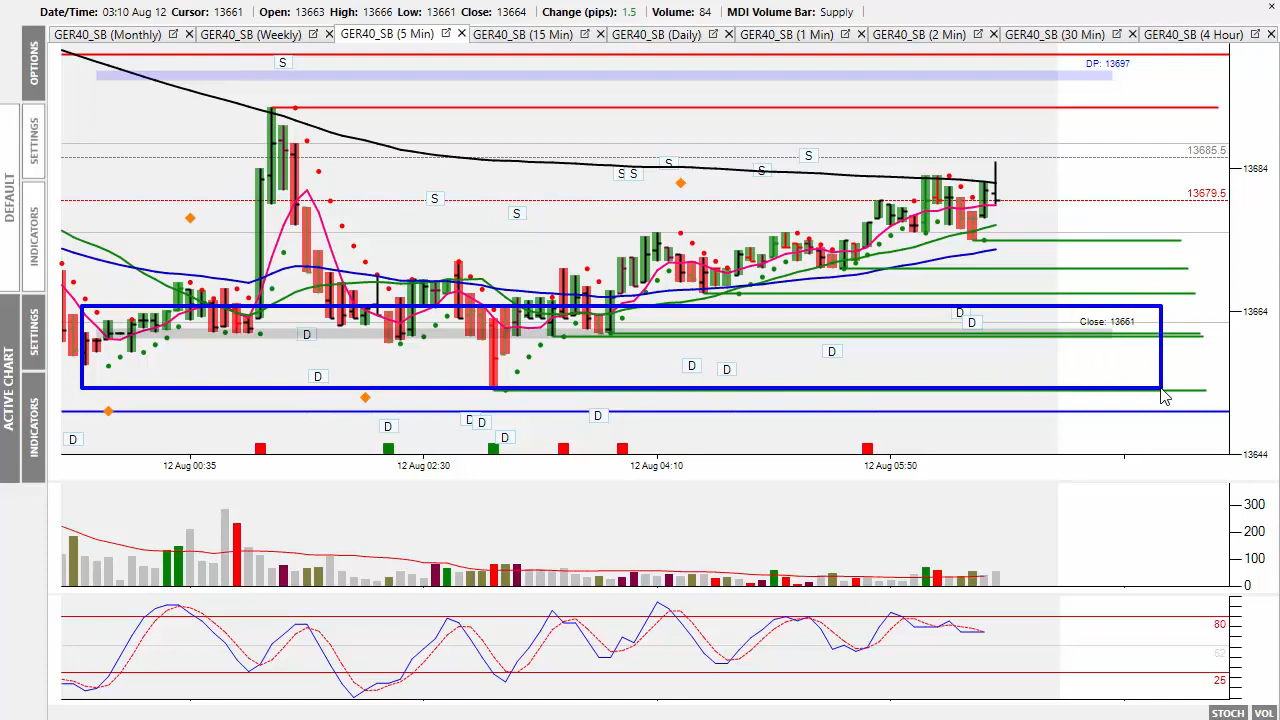 Date/Time: 03:10 Aug 12 Cursor: 13661 Open: 13663 High: 13666 Low: 13661 Close: 13664 Change (pips): 1.5 Volume: 84 MDI Volume Bar: Supply
GER40_SB (Monthly) GER40_SB (Weekly) GER40_SB (5 Min) GER40_SB (15 Min) GER40_SB (Daily) GER40_SB (1 Min) GER40_SB (2 Min) GER40_SB (30 Min) GER40_SB (4 Hour)
OPTIONS
SETTINGS
INDICATORS
DEFAULT
SETTINGS
INDICATORS
ACTIVE CHART
S
DP: 13697
13685.5
S
S
S
S S
S
13684
13679.5
S
S
13664
D
D
Close: 13661
D
D
D
D
D
D
D
D
D
D
D
13644
12 Aug 00:35
12 Aug 02:30
12 Aug 04:10
12 Aug 05:50
300
200
100
0
80
62
25
STOCH VOL